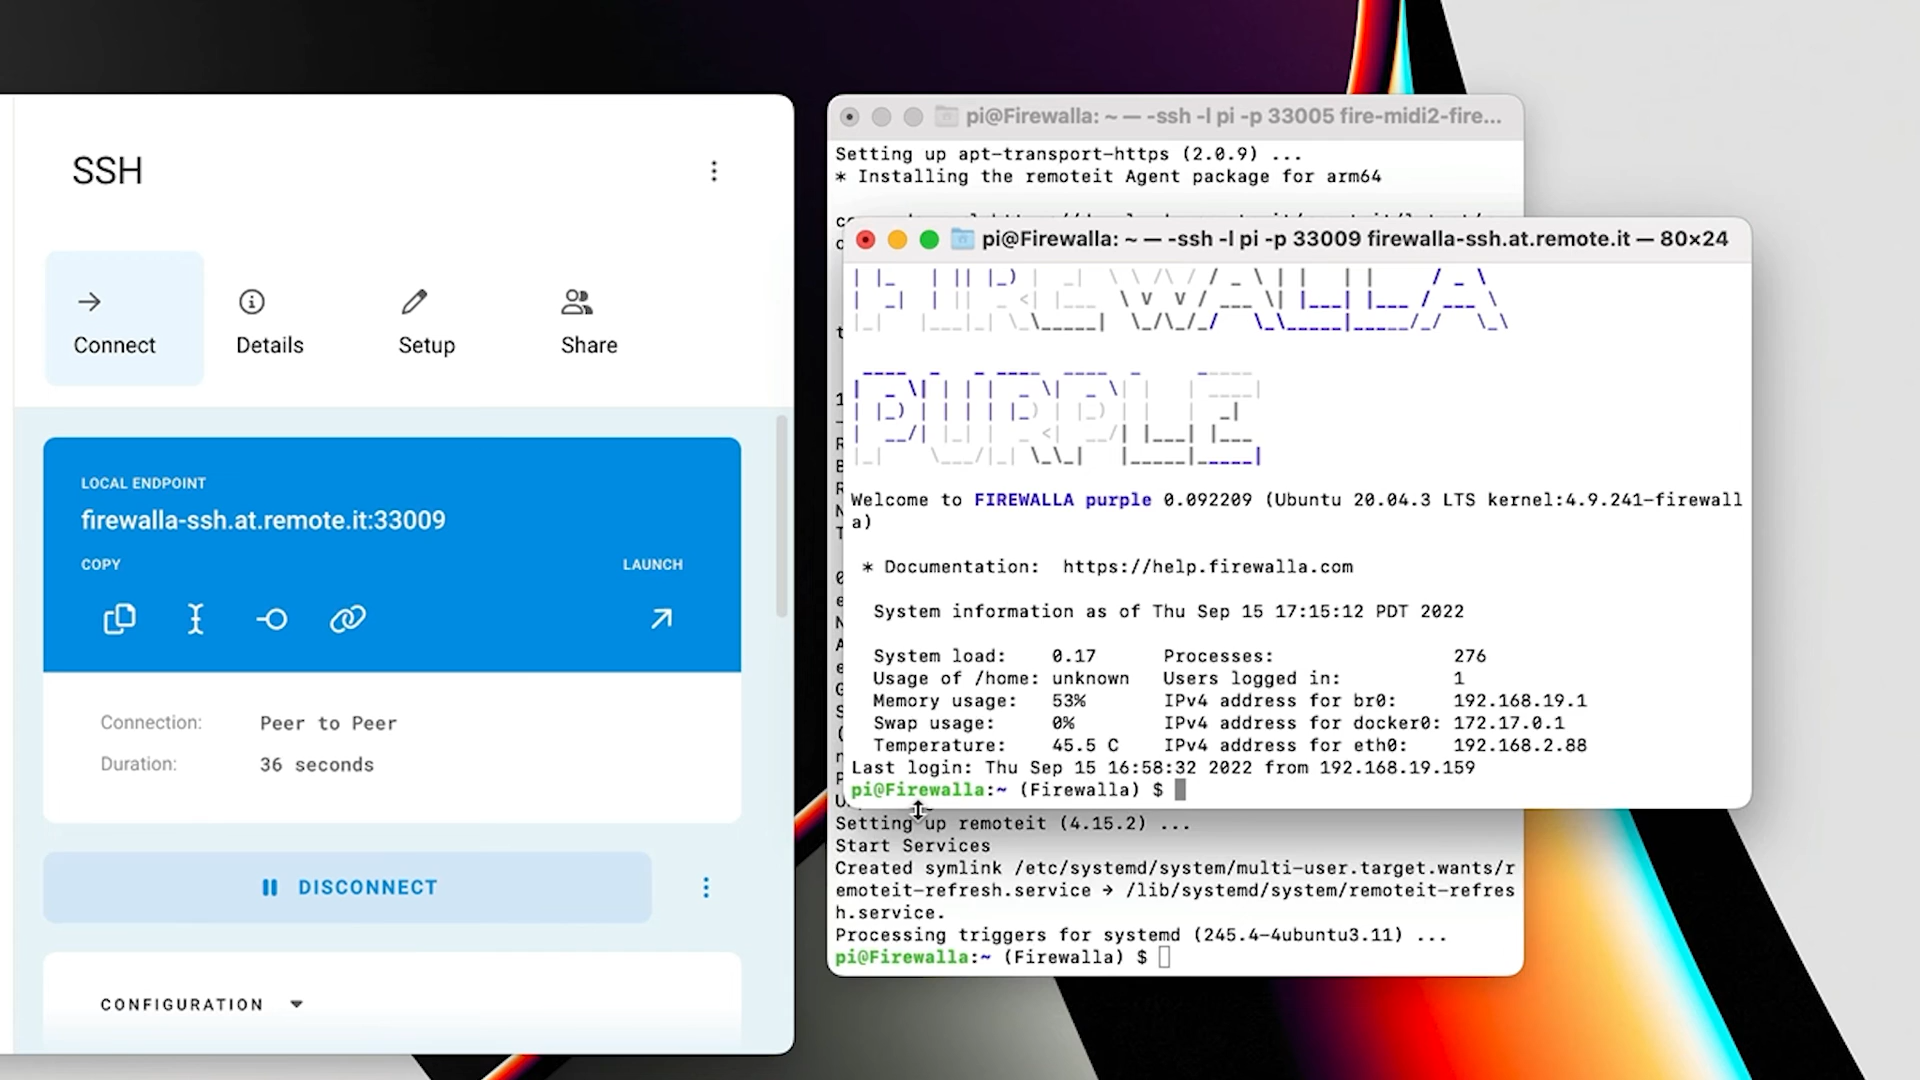 SSH
Connect
Details
Setup
Share
LOCAL ENDPOINT
firewalla-ssh.at.remote.it:33009
COPY
LAUNCH
Connection: Peer to Peer
Duration: 36 seconds
DISCONNECT
CONFIGURATION
pi@Firewalla: ~ — -ssh -l pi -p 33005 fire-midi2-fire...
Setting up apt-transport-https (2.0.9) ...
* Installing the remoteit Agent package for arm64
pi@Firewalla: ~ — -ssh -l pi -p 33009 firewalla-ssh.at.remote.it — 80×24
FIREWALLA
PURPLE
Welcome to FIREWALLA purple 0.092209 (Ubuntu 20.04.3 LTS kernel:4.9.241-firewall
a)
* Documentation: https://help.firewalla.com
System information as of Thu Sep 15 17:15:12 PDT 2022
System load: 0.17 Processes: 276
Usage of /home: unknown Users logged in: 1
Memory usage: 53% IPv4 address for br0: 192.168.19.1
Swap usage: 0% IPv4 address for docker0: 172.17.0.1
Temperature: 45.5 C IPv4 address for eth0: 192.168.2.88
Last login: Thu Sep 15 16:58:32 2022 from 192.168.19.159
pi@Firewalla:~ (Firewalla) $
Setting up remoteit (4.15.2) ...
Start Services
Created symlink /etc/systemd/system/multi-user.target.wants/r
emoteit-refresh.service → /lib/systemd/system/remoteit-refres
h.service.
Processing triggers for systemd (245.4-4ubuntu3.11) ...
pi@Firewalla:~ (Firewalla) $